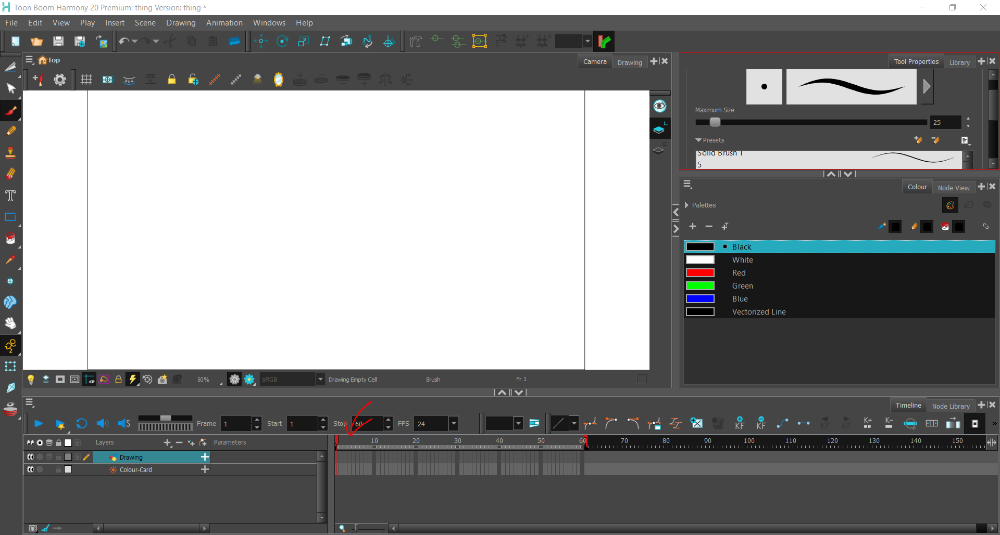 Toon Boom Harmony 20 Premium: thing Version: thing *
File Edit View Play Insert Scene Drawing Animation Windows Help
Top
Camera Drawing
Tool Properties Library
Maximum Size
25
Presets
Solid Brush 1
5
Colour Node View
Palettes
Black
White
Red
Green
Blue
Vectorized Line
50% sRGB Drawing Empty Cell Brush Fr 1
Timeline Node Library
Frame 1 Start 1 Stop 60 FPS 24
KF KF KF KF K+ K-
Layers Parameters 10 20 30 40 50 60 70 80 90 100 110 120 130 140 150
Drawing
Colour-Card